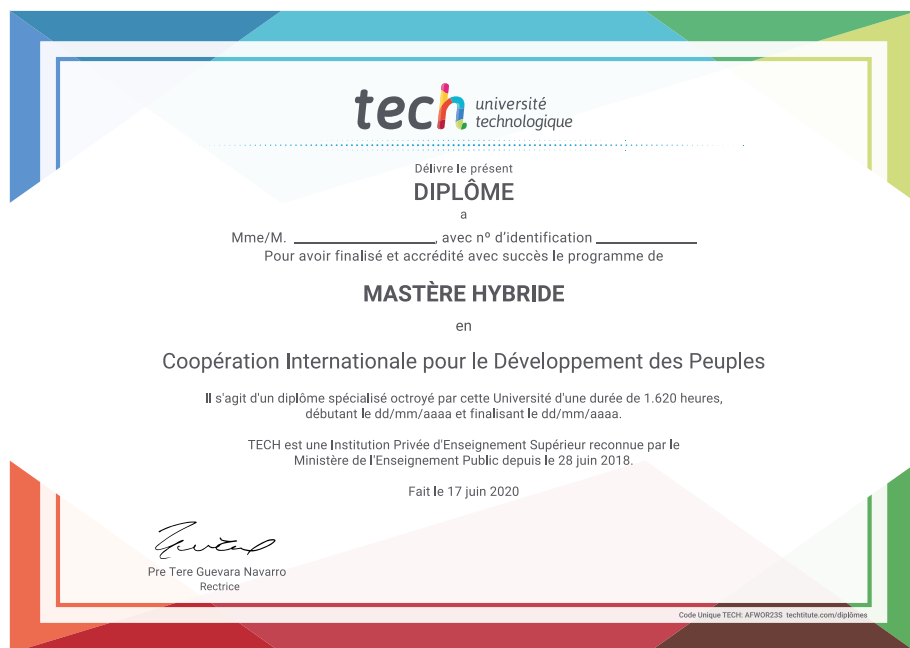 tech université
technologique
Délivre le présent
DIPLÔME
a
Mme/M. ____________________, avec nº d'identification ______________
Pour avoir finalisé et accrédité avec succès le programme de
MASTÈRE HYBRIDE
en
Coopération Internationale pour le Développement des Peuples
Il s'agit d'un diplôme spécialisé octroyé par cette Université d'une durée de 1.620 heures,
débutant le dd/mm/aaaa et finalisant le dd/mm/aaaa.
TECH est une Institution Privée d'Enseignement Supérieur reconnue par le
Ministère de l'Enseignement Public depuis le 28 juin 2018.
Fait le 17 juin 2020
Pre Tere Guevara Navarro
Rectrice
Code Unique TECH: AFWOR23S techtitute.com/diplômes